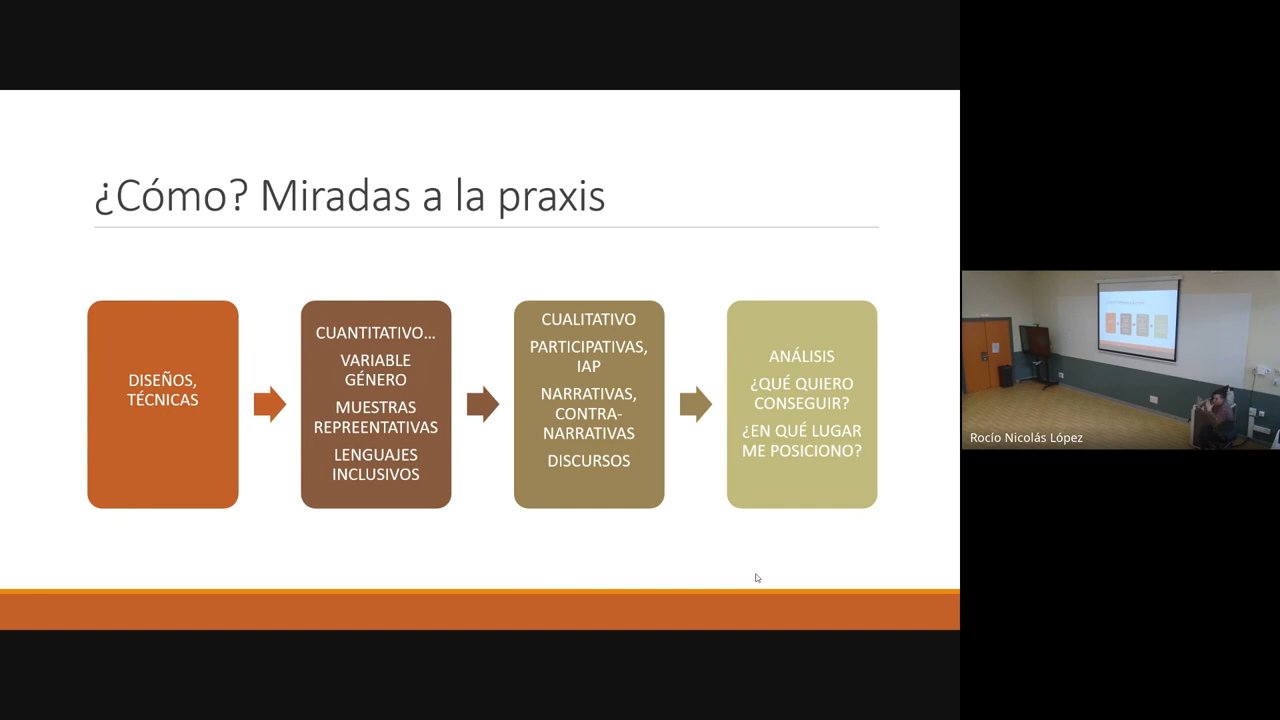 ¿Cómo? Miradas a la praxis
DISEÑOS,
TÉCNICAS
CUANTITATIVO...
VARIABLE
GÉNERO
MUESTRAS
REPREENTATIVAS
LENGUAJES
INCLUSIVOS
CUALITATIVO
PARTICIPATIVAS,
IAP
NARRATIVAS,
CONTRA-
NARRATIVAS
DISCURSOS
ANÁLISIS
¿QUÉ QUIERO
CONSEGUIR?
¿EN QUÉ LUGAR
ME POSICIONO?
Rocío Nicolás López